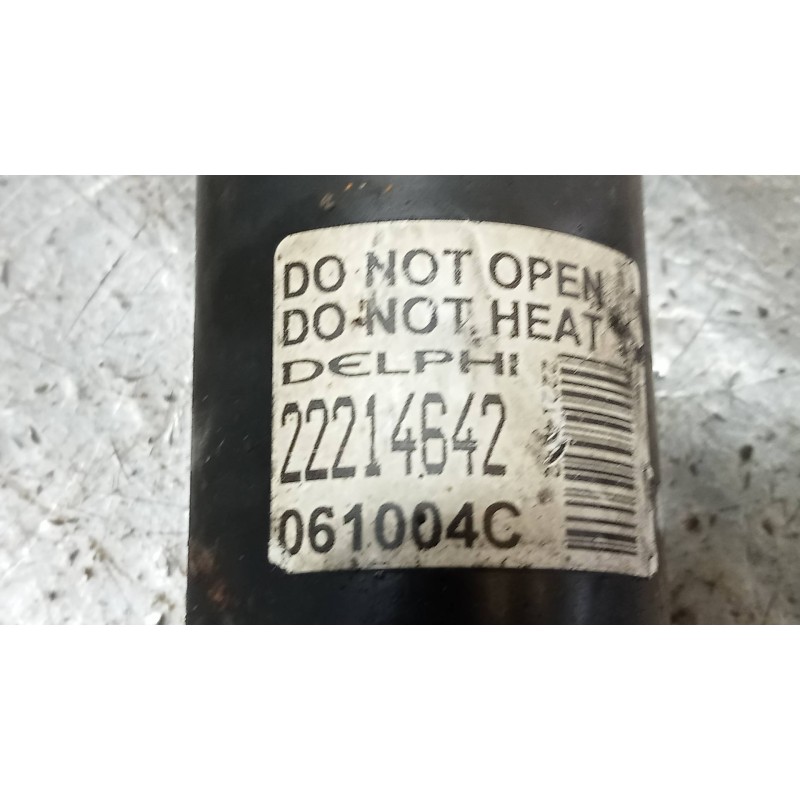 DO NOT OPEN
DO NOT HEAT
DELPHI
22214642
061004C